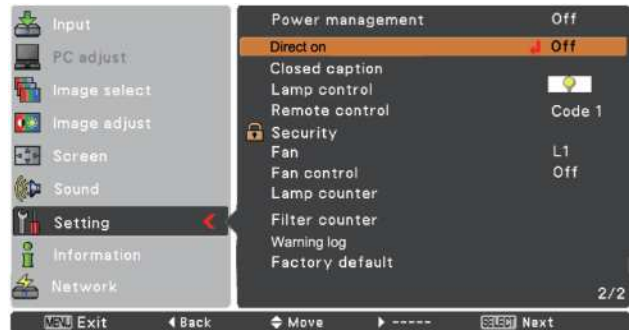 Input
PC adjust
Image select
Image adjust
Screen
Sound
Setting
Information
Network
Power management Off
Direct on Off
Closed caption
Lamp control
Remote control Code 1
Security
Fan L1
Fan control Off
Lamp counter
Filter counter
Warning log
Factory default
2/2
MENU Exit Back Move ----- SELECT Next